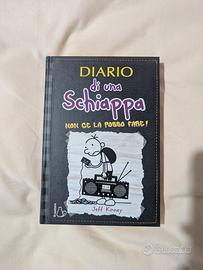 DIARIO
di una
Schiappa
NON CE LA POSSO FARE!
Jeff Kinney